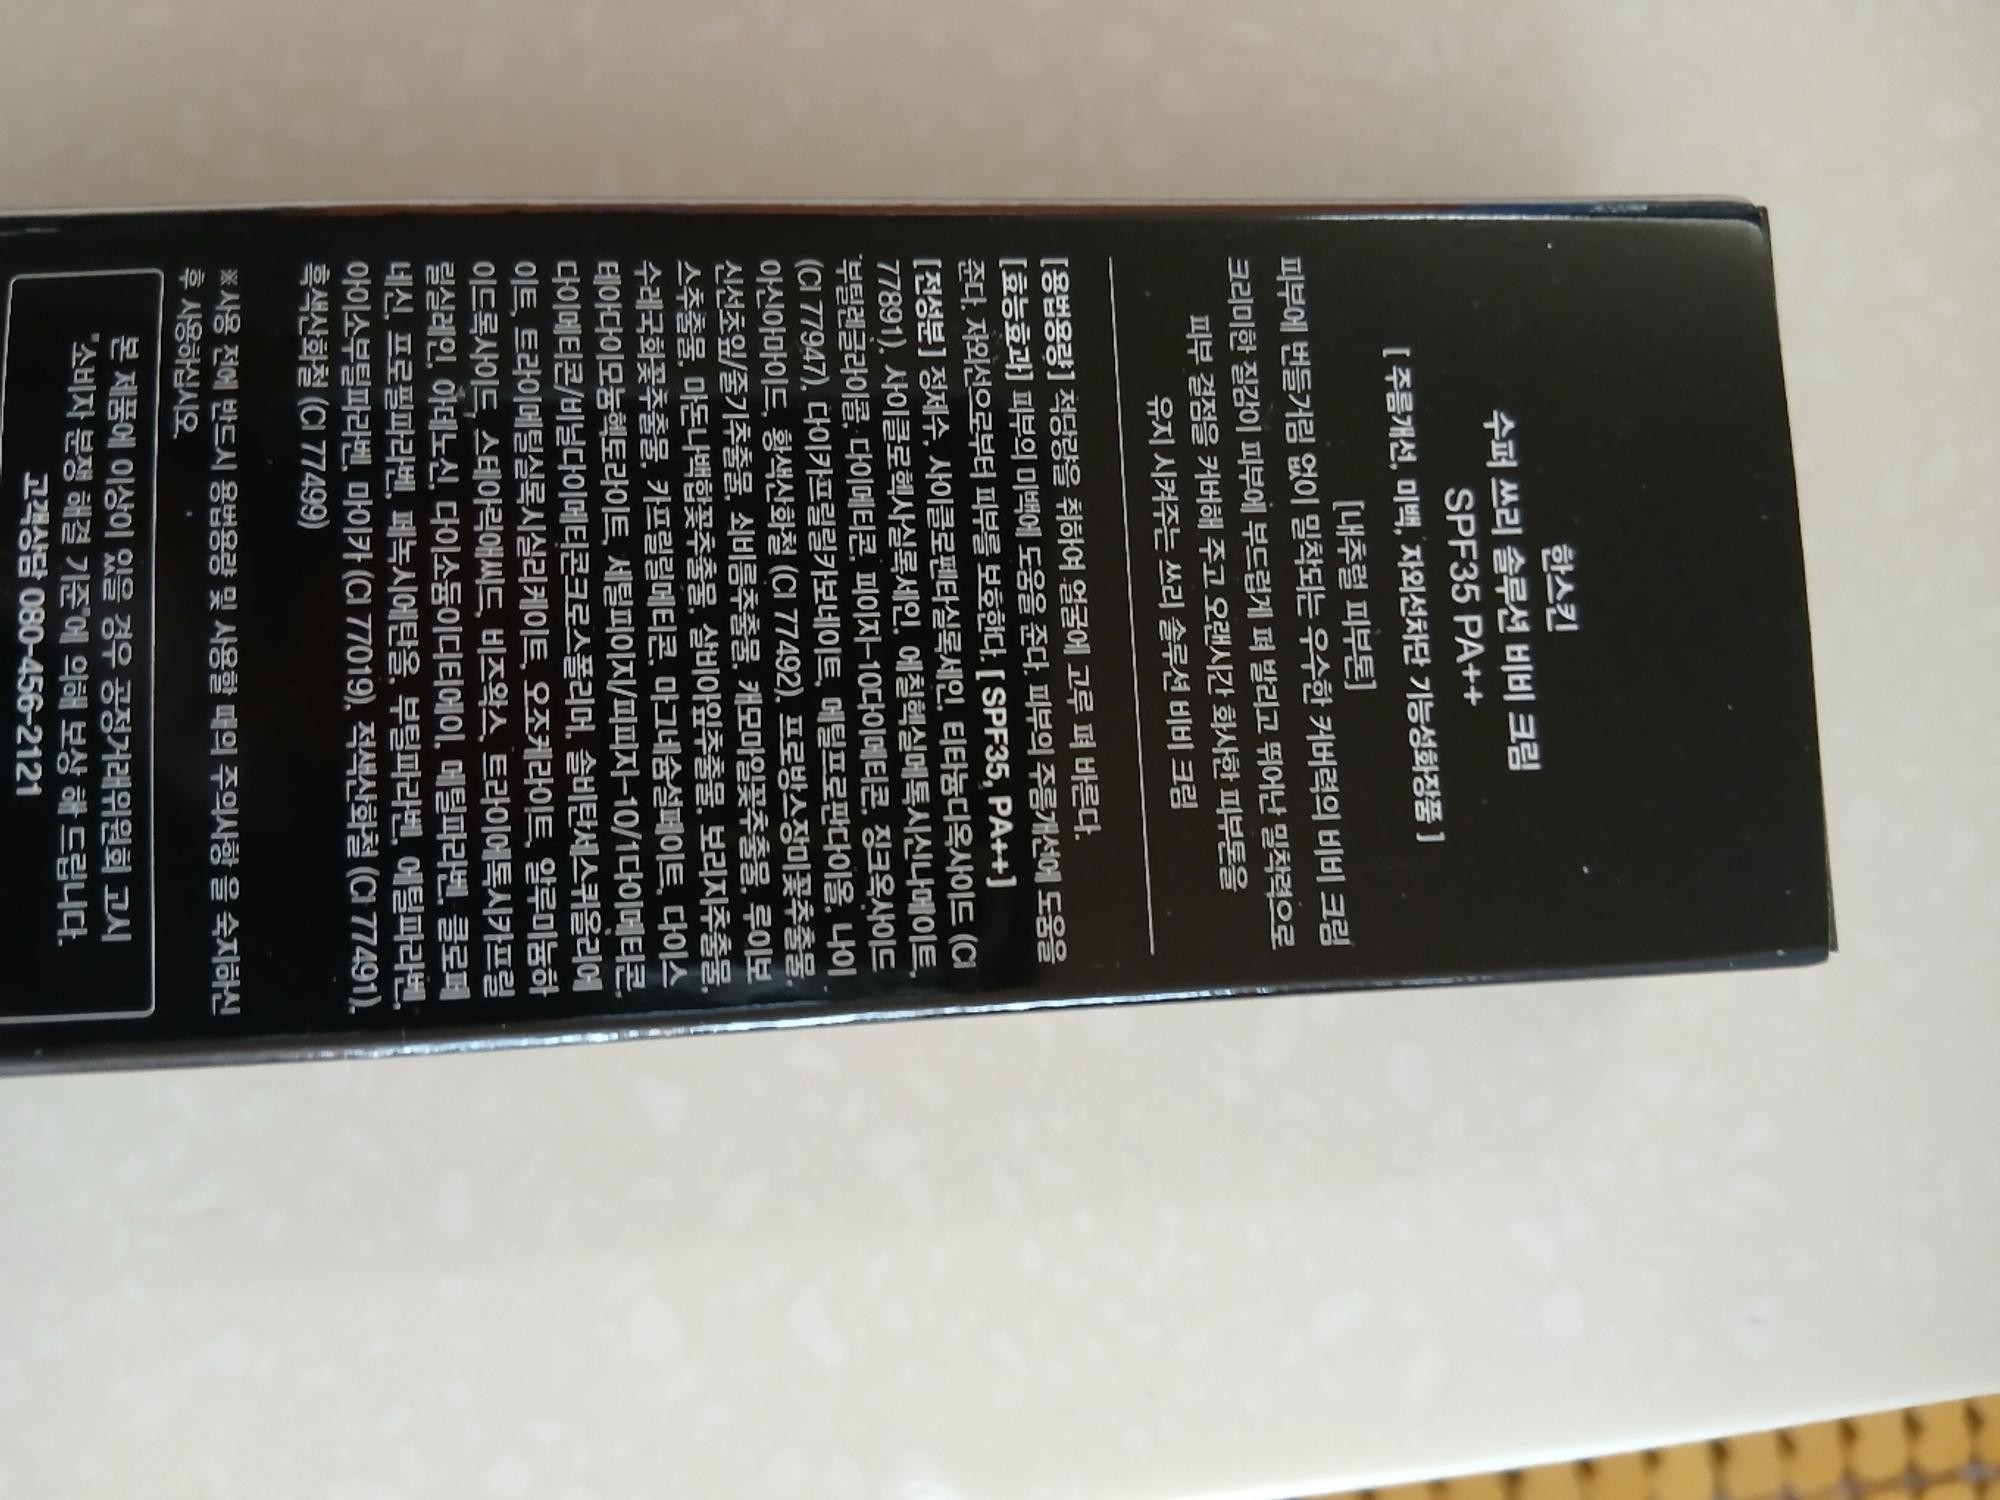 한스킨
수퍼 쓰리 솔루션 비비 크림
SPF35 PA++
[ 주름개선, 미백, 자외선차단 기능성화장품 ]
[내추럴 피부톤]
피부에 번들거림 없이 밀착되는 우수한 커버력의 비비 크림
크리미한 질감이 피부에 부드럽게 펴 발리고 뛰어난 밀착력으로
피부 결점을 커버해 주고 오랜시간 화사한 피부톤을
유지 시켜주는 쓰리 솔루션 비비 크림
[용법용량] 적당량을 취하여 얼굴에 고루 펴 바른다.
[효능효과] 피부의 미백에 도움을 준다. 피부의 주름개선에 도움을
준다. 자외선으로부터 피부를 보호한다. [ SPF35, PA++ ]
[전성분] 정제수, 사이클로펜타실록세인, 티타늄디옥사이드 (CI
77891), 사이클로헥사실록세인, 에칠헥실메톡시신나메이트,
부틸렌글라이콜, 다이메티콘, 피이지-10다이메티콘, 징크옥사이드
(CI 77947), 다이카프릴릴카보네이트, 메틸프로판다이올, 나이
아신아마이드, 황색산화철 (CI 77492), 프로방스장미꽃추출물,
신선초잎/줄기추출물, 쇠비름추출물, 캐모마일꽃추출물, 루이보
스추출물, 마돈나백합꽃추출물, 살비아잎추출물, 보리지추출물,
수레국화꽃추출물, 카프릴릴메티콘, 마그네슘설페이트, 다이스
테아다이모늄헥토라이트, 세틸피이지/피피지-10/1다이메티콘,
다이메티콘/비닐다이메티콘크로스폴리머, 솔비탄세스퀴올리에
이트, 트라이메틸실록시실리케이트, 오조케라이트, 알루미늄하
이드록사이드, 스테아릭애씨드, 비즈왁스, 트라이에톡시카프릴
릴실레인, 아데노신, 다이소듐이디티에이, 메틸파라벤, 클로페
네신, 프로필파라벤, 페녹시에탄올, 부틸파라벤, 에틸파라벤,
아이소부틸파라벤, 마이카 (CI 77019), 적색산화철 (CI 77491),
흑색산화철 (CI 77499)
※사용 전에 반드시 용법용량 및 사용할 때의 주의사항 을 숙지하신
후 사용하십시오.
본 제품에 이상이 있을 경우 공정거래위원회 고시
"소비자 분쟁 해결 기준"에 의해 보상 해 드립니다.
고객상담 080-456-2121